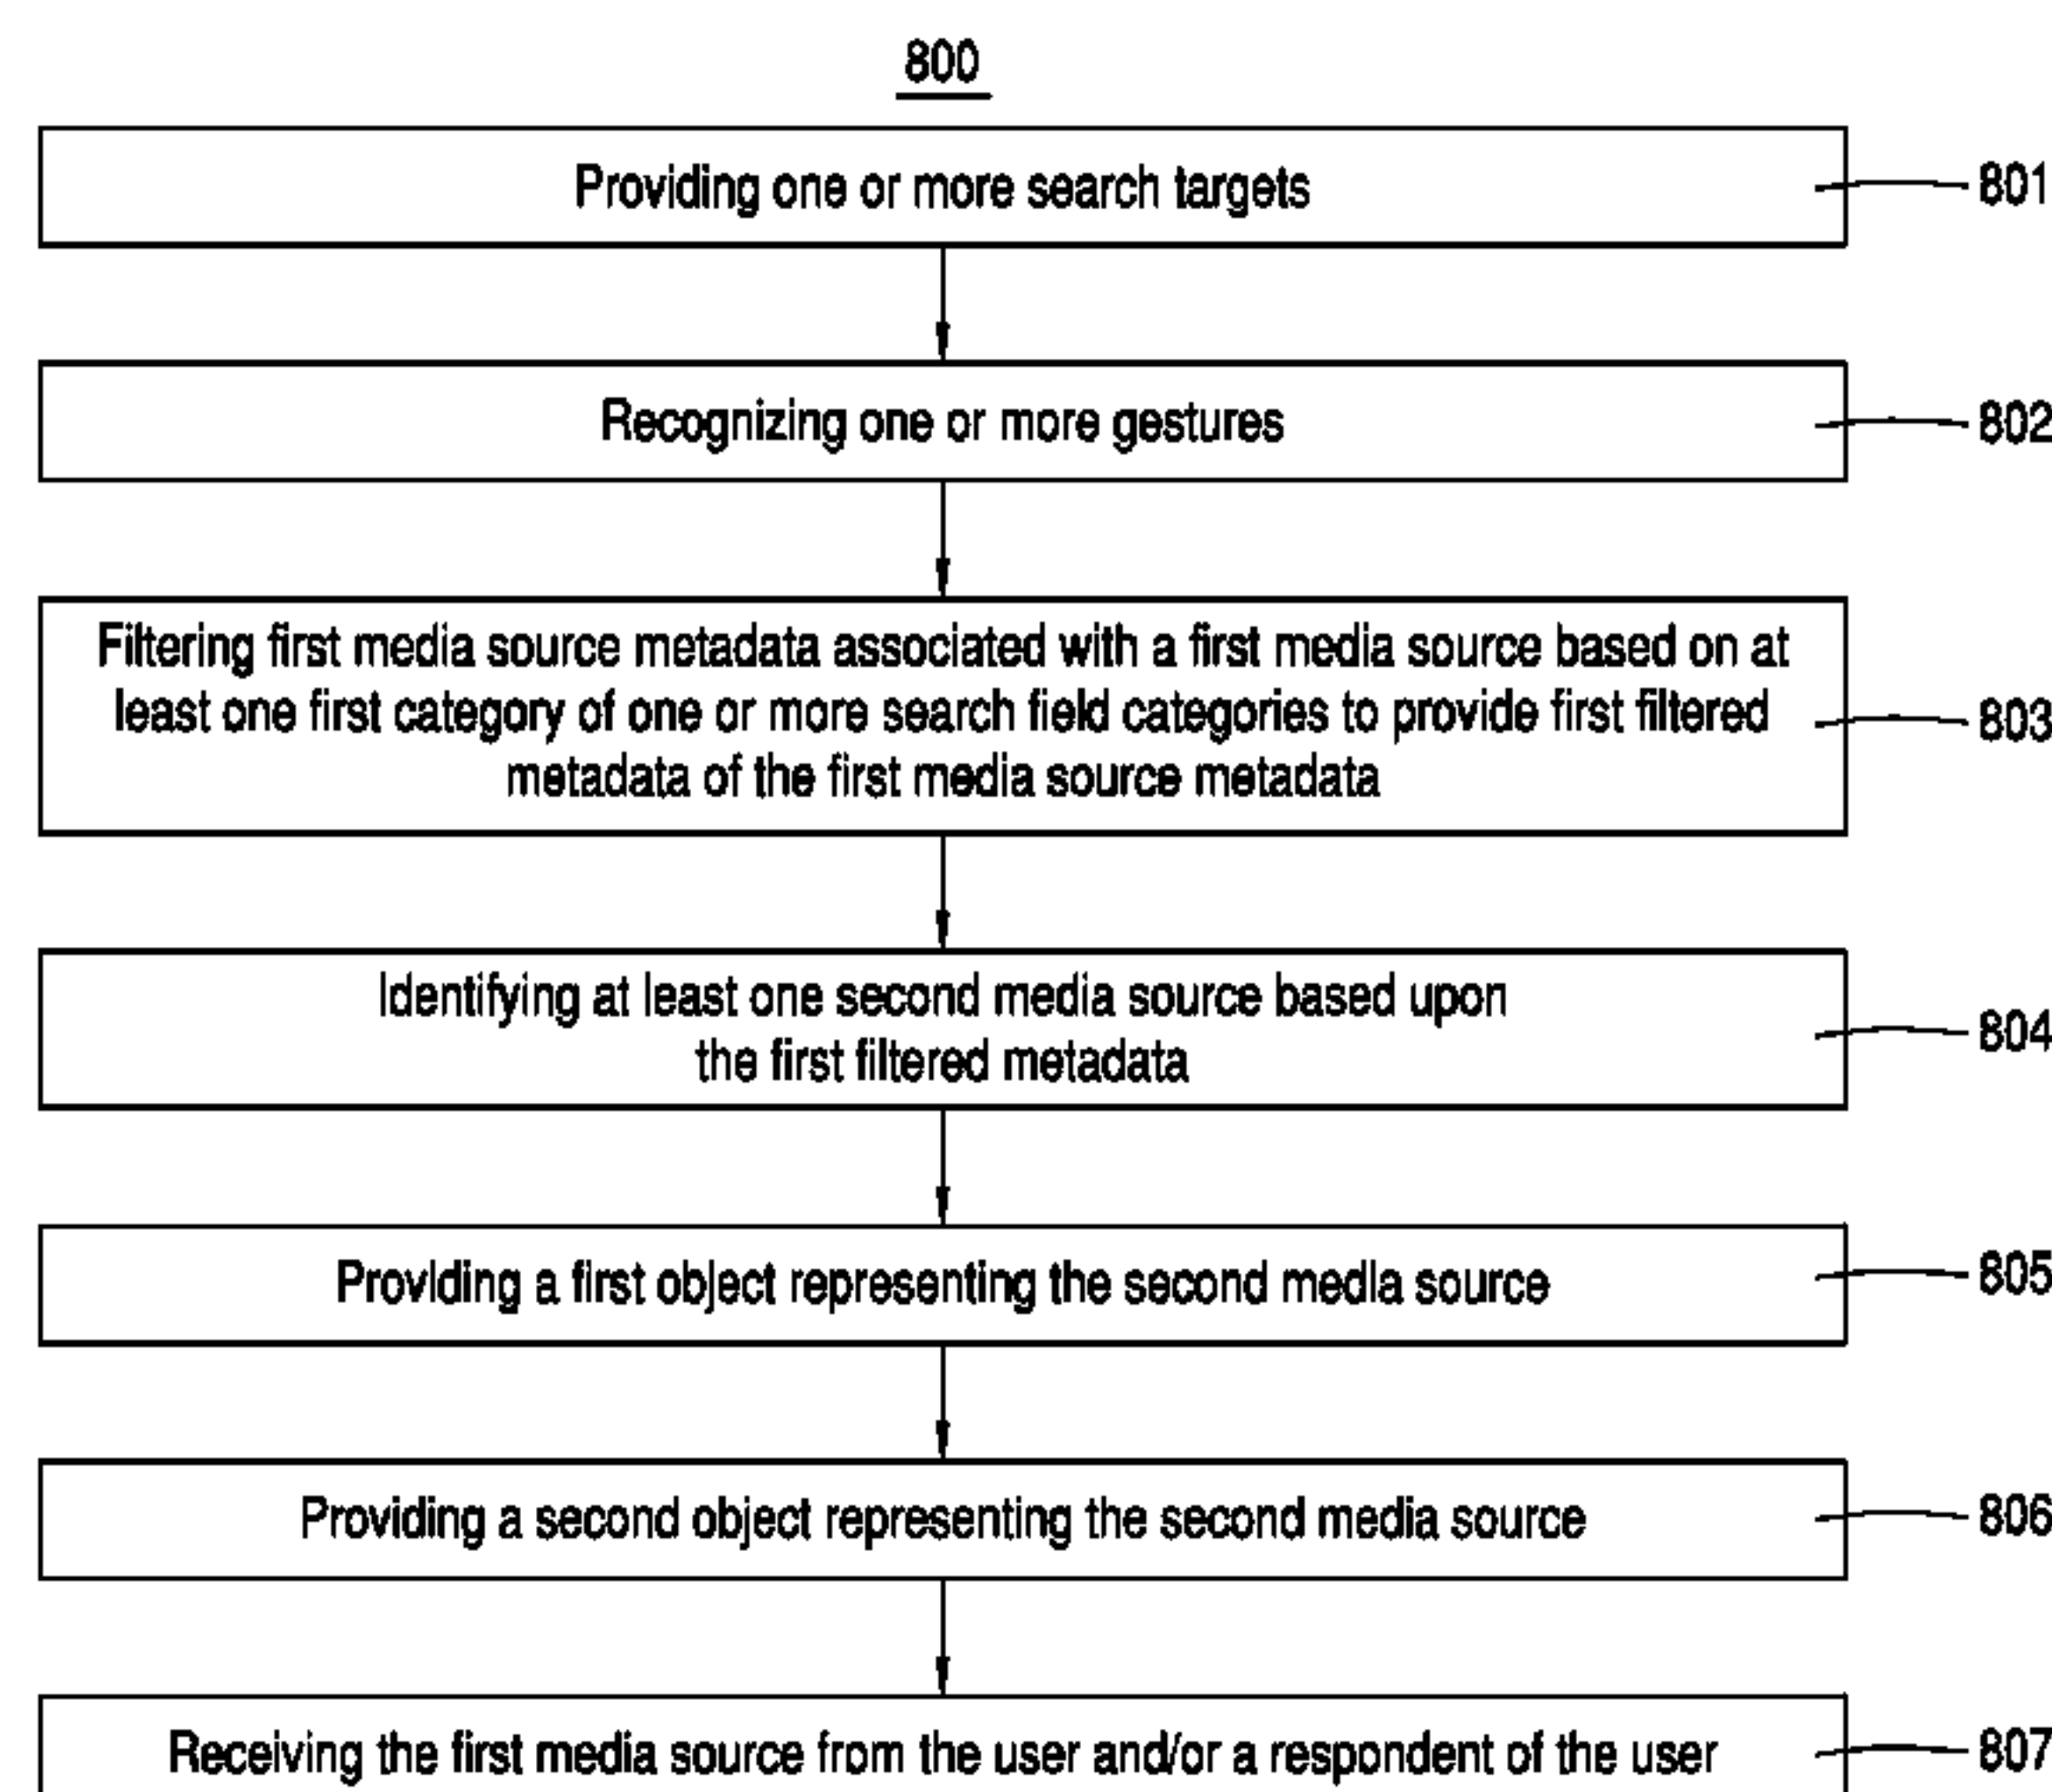 800
Providing one or more search targets
801
Recognizing one or more gestures
802
Filtering first media source metadata associated with a first media source based on at
least one first category of one or more search field categories to provide first filtered
metadata of the first media source metadata
803
Identifying at least one second media source based upon
the first filtered metadata
804
Providing a first object representing the second media source
805
Providing a second object representing the second media source
806
Receiving the first media source from the user and/or a respondent of the user
807